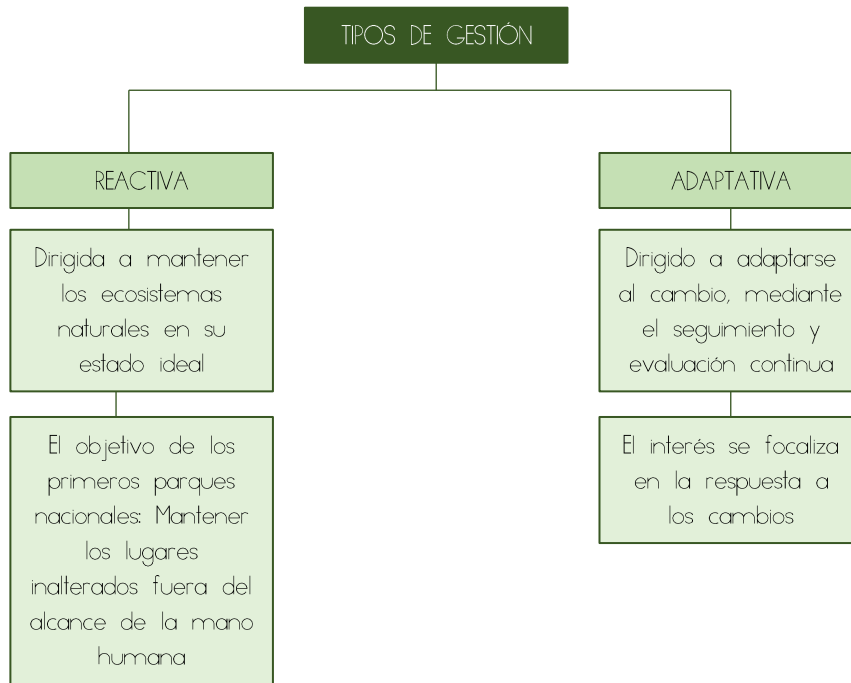 TIPOS DE GESTIÓN
REACTIVA
Dirigida a mantener
los ecosistemas
naturales en su
estado ideal
El objetivo de los
primeros parques
nacionales: Mantener
los lugares
inalterados fuera del
alcance de la mano
humana
ADAPTATIVA
Dirigido a adaptarse
al cambio, mediante
el seguimiento y
evaluación continua
El interés se focaliza
en la respuesta a
los cambios